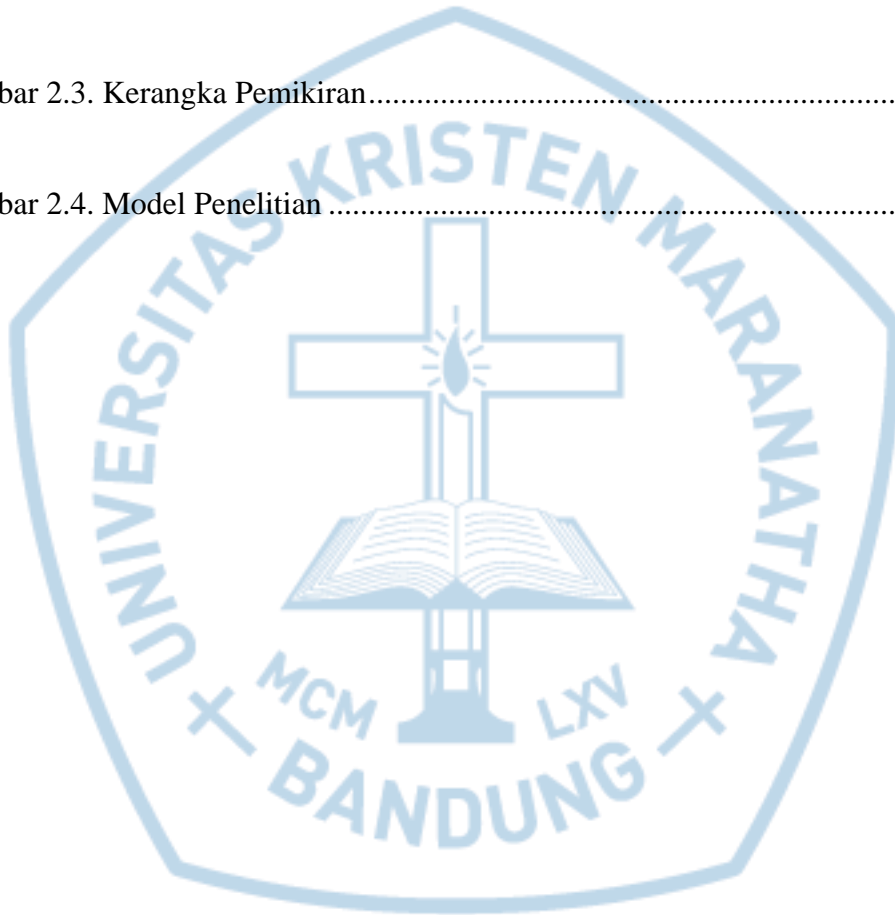 bar 2.3. Kerangka Pemikiran...................................................................
bar 2.4. Model Penelitian ........................................................................
UNIVERSITAS KRISTEN MARANATHA
MCM LXV
BANDUNG